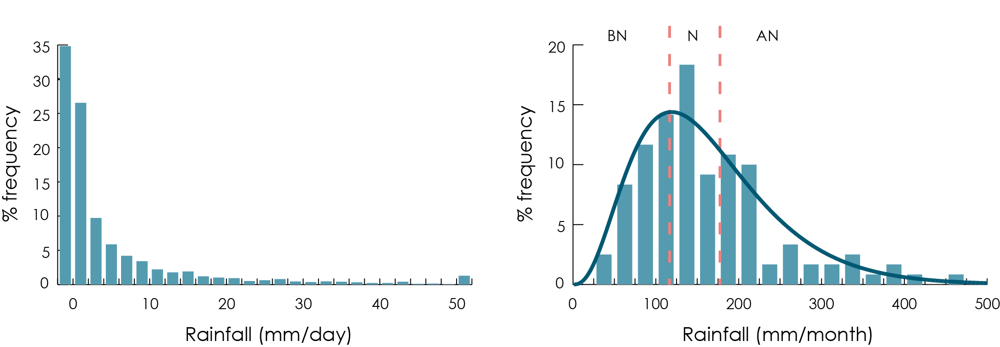 % frequency
35
30
25
20
15
10
5
0
0 10 20 30 40 50
Rainfall (mm/day)
BN N AN
% frequency
20
15
10
5
0
0 100 200 300 400 500
Rainfall (mm/month)